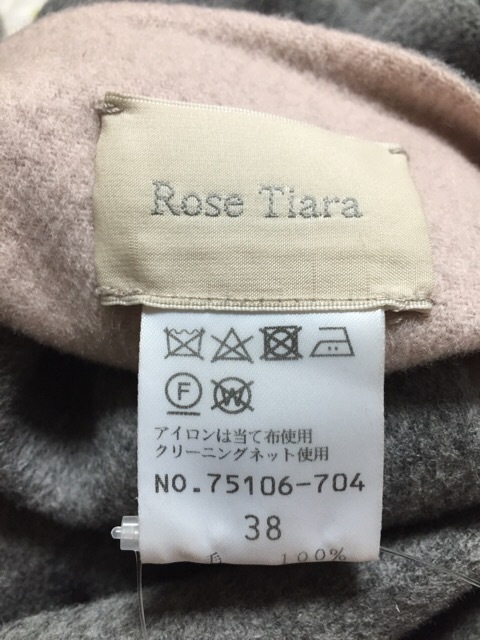 Rose Tiara
F W
アイロンは当て布使用
クリーニングネット使用
NO.75106-704
38
100%